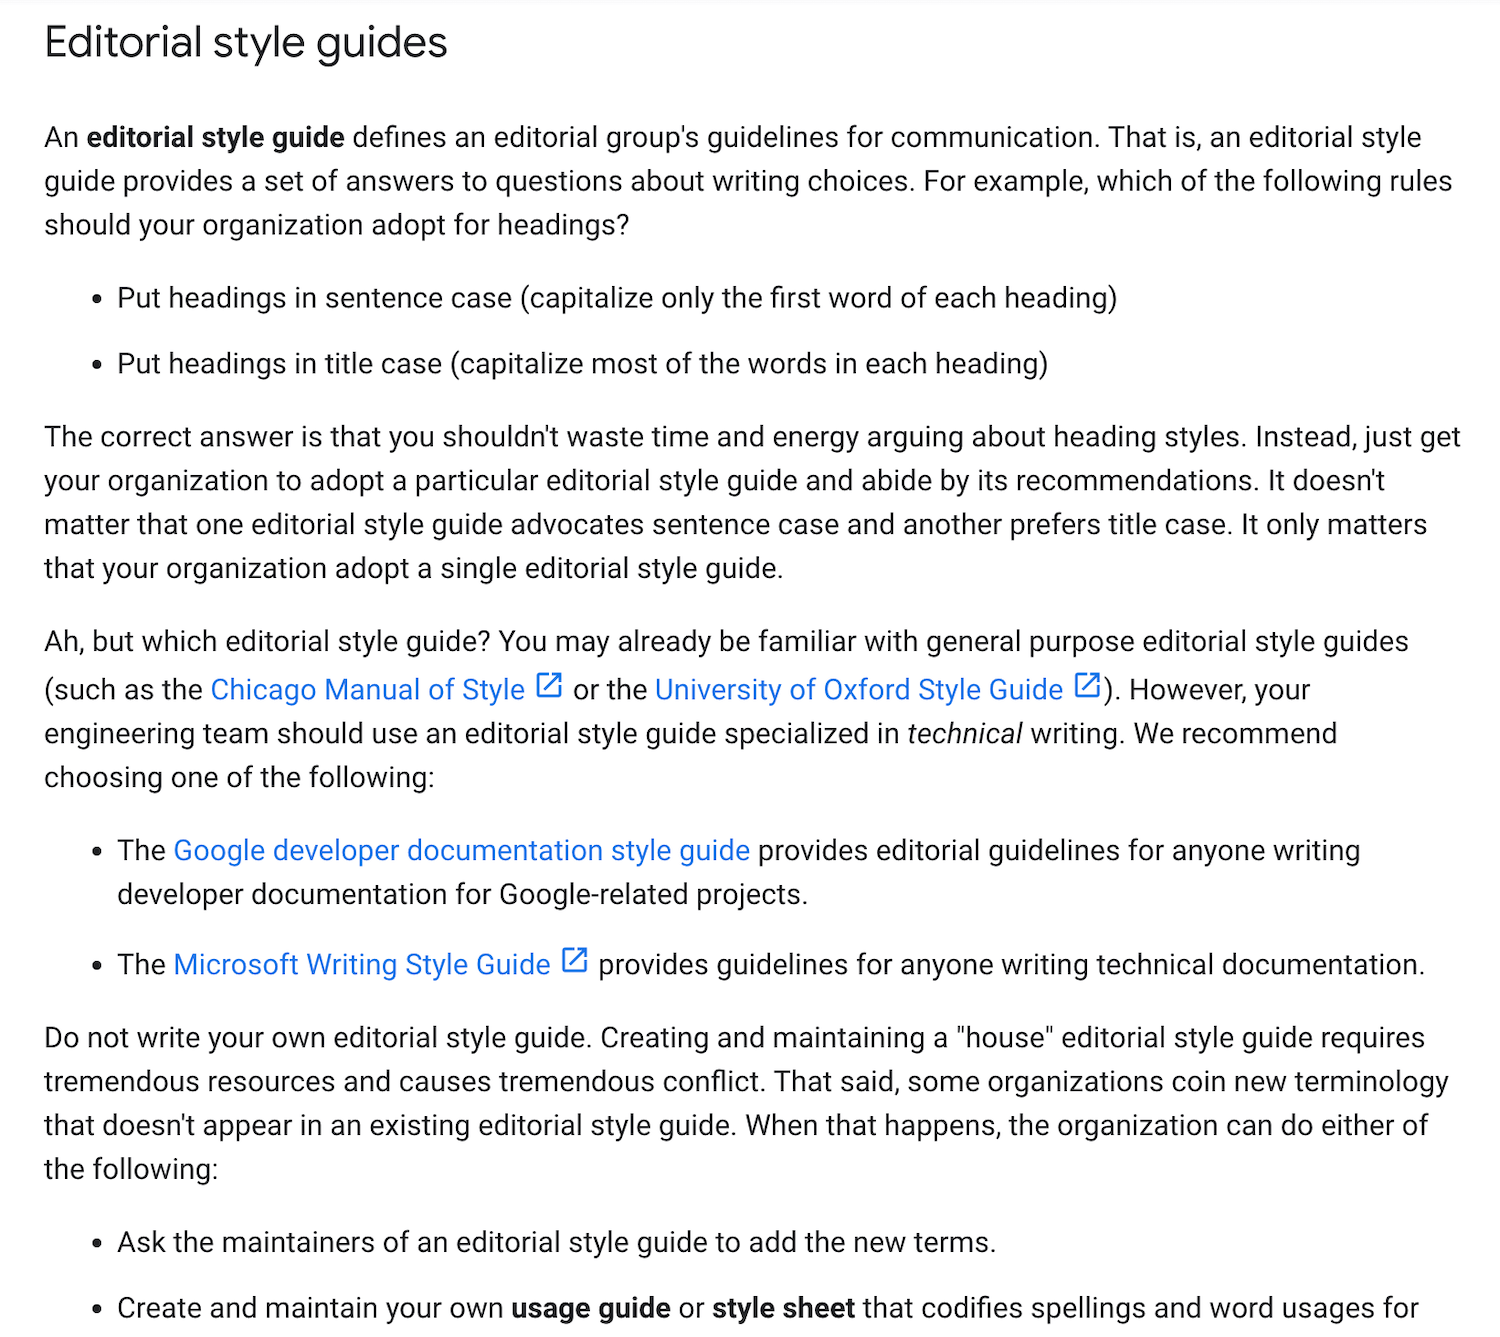 Editorial style guides
An editorial style guide defines an editorial group's guidelines for communication. That is, an editorial style
guide provides a set of answers to questions about writing choices. For example, which of the following rules
should your organization adopt for headings?
• Put headings in sentence case (capitalize only the first word of each heading)
• Put headings in title case (capitalize most of the words in each heading)
The correct answer is that you shouldn't waste time and energy arguing about heading styles. Instead, just get
your organization to adopt a particular editorial style guide and abide by its recommendations. It doesn't
matter that one editorial style guide advocates sentence case and another prefers title case. It only matters
that your organization adopt a single editorial style guide.
Ah, but which editorial style guide? You may already be familiar with general purpose editorial style guides
(such as the Chicago Manual of Style or the University of Oxford Style Guide). However, your
engineering team should use an editorial style guide specialized in technical writing. We recommend
choosing one of the following:
• The Google developer documentation style guide provides editorial guidelines for anyone writing
developer documentation for Google-related projects.
• The Microsoft Writing Style Guide provides guidelines for anyone writing technical documentation.
Do not write your own editorial style guide. Creating and maintaining a "house" editorial style guide requires
tremendous resources and causes tremendous conflict. That said, some organizations coin new terminology
that doesn't appear in an existing editorial style guide. When that happens, the organization can do either of
the following:
• Ask the maintainers of an editorial style guide to add the new terms.
• Create and maintain your own usage guide or style sheet that codifies spellings and word usages for